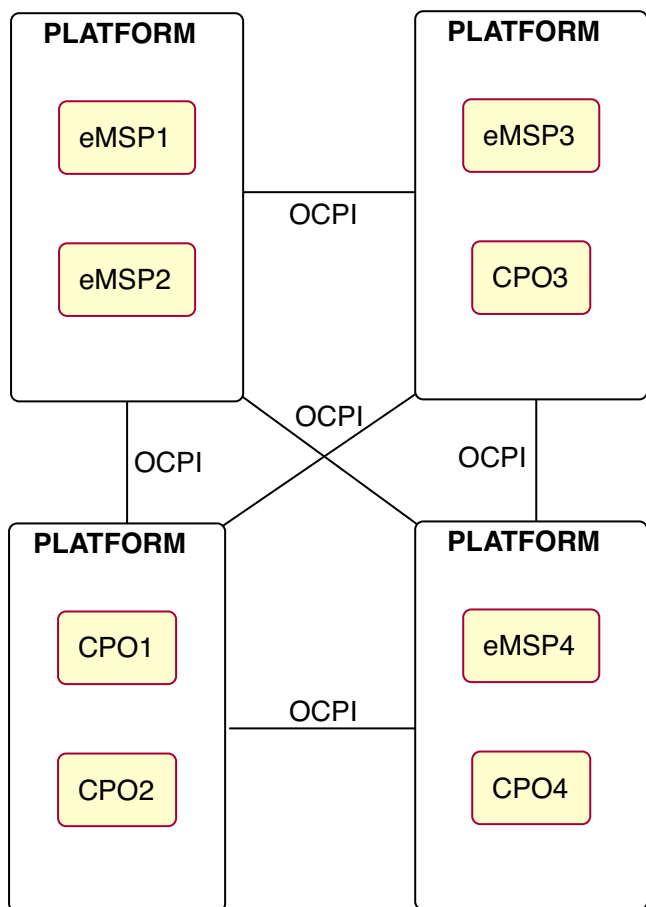 PLATFORM
eMSP1
eMSP2
PLATFORM
eMSP3
CPO3
OCPI
OCPI
OCPI
OCPI
PLATFORM
CPO1
CPO2
PLATFORM
eMSP4
CPO4
OCPI